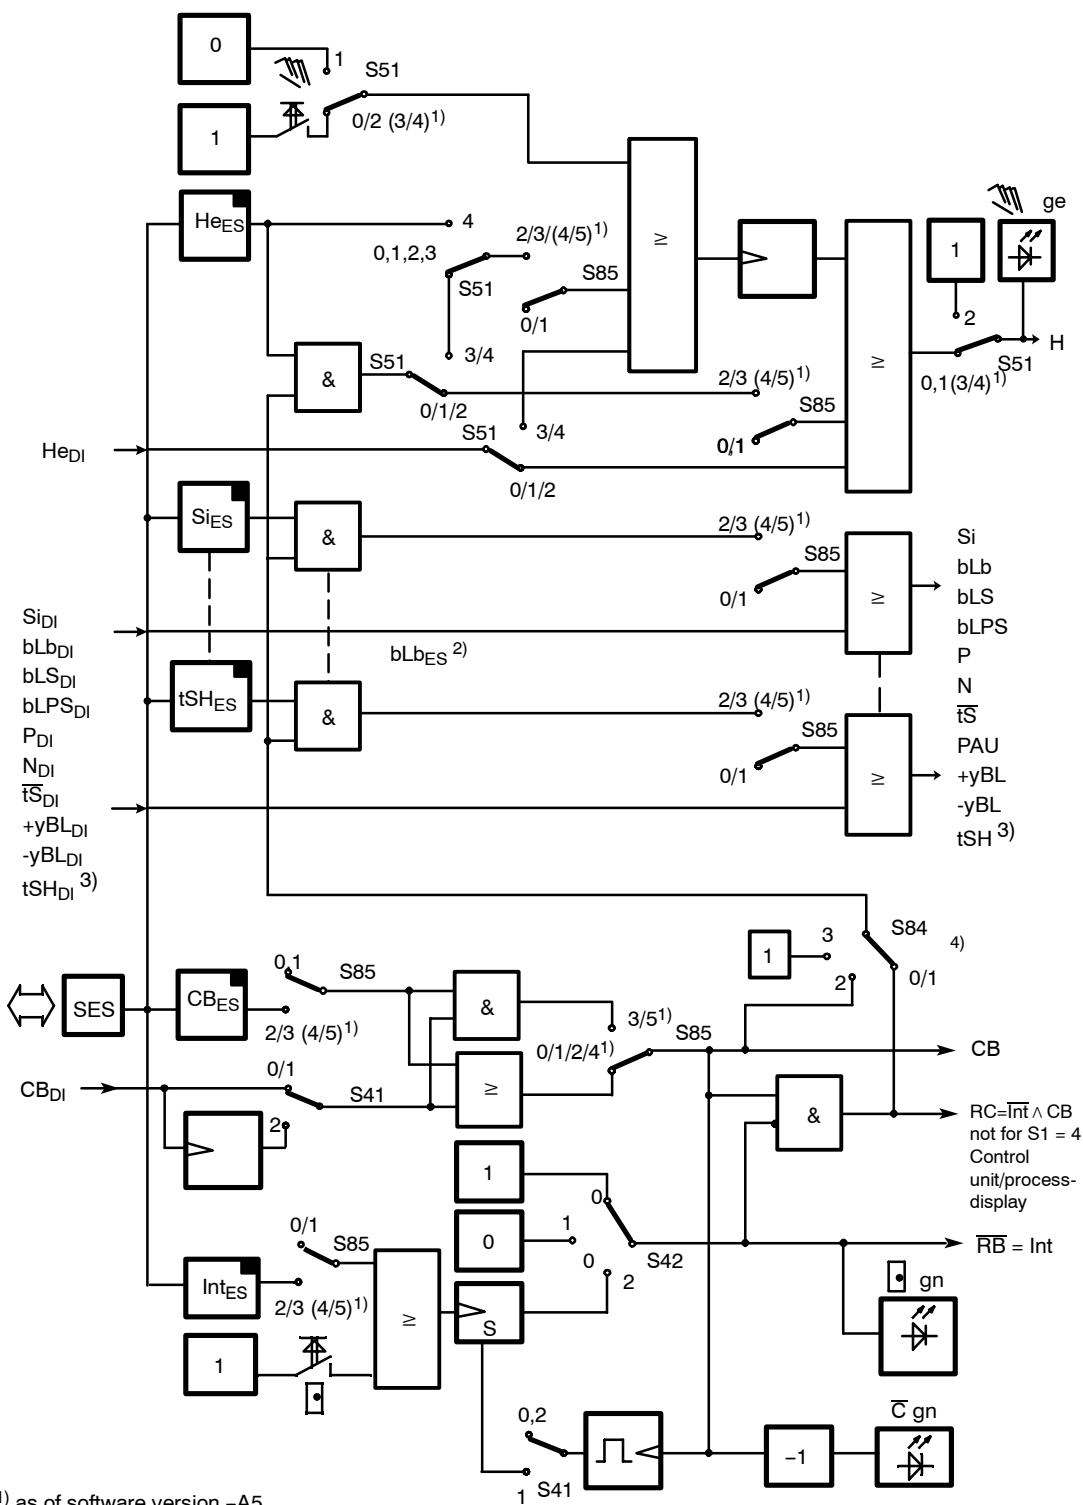 0
1
S51
1
0/2 (3/4)1)
HeES
4
0,1,2,3
2/3/(4/5)1)
S51
S85
0/1
3/4
≥
1
ge
2
H
S51
0,1(3/4)1)
&
S51
0/1/2
2/3 (4/5)1)
S85
0/1
≥
HeDI
S51
3/4
0/1/2
SiES
&
2/3 (4/5)1)
S85
0/1
≥
Si
bLb
bLS
bLPS
P
N
t̅S̅
PAU
+yBL
-yBL
tSH 3)
SiDI
bLbDI
bLSDI
bLPSDI
PDI
NDI
t̅S̅DI
+yBLDI
-yBLDI
tSHDI 3)
bLbES 2)
tSHES
&
2/3 (4/5)1)
S85
0/1
≥
1
3
S84
4)
2
0/1
SES
CBES
0,1
S85
2/3 (4/5)1)
&
3/51)
0/1/2/41)
S85
CB
CBDI
0/1
S41
2
≥
&
RC=I̅n̅t̅ ∧ CB
not for S1 = 4
Control
unit/process-
display
1
0
0
1
0
2
S42
R̅B̅ = Int
gn
IntES
0/1
S85
2/3 (4/5)1)
≥
S
1
0,2
1
S41
–1
C̅ gn
1) as of software version –A5